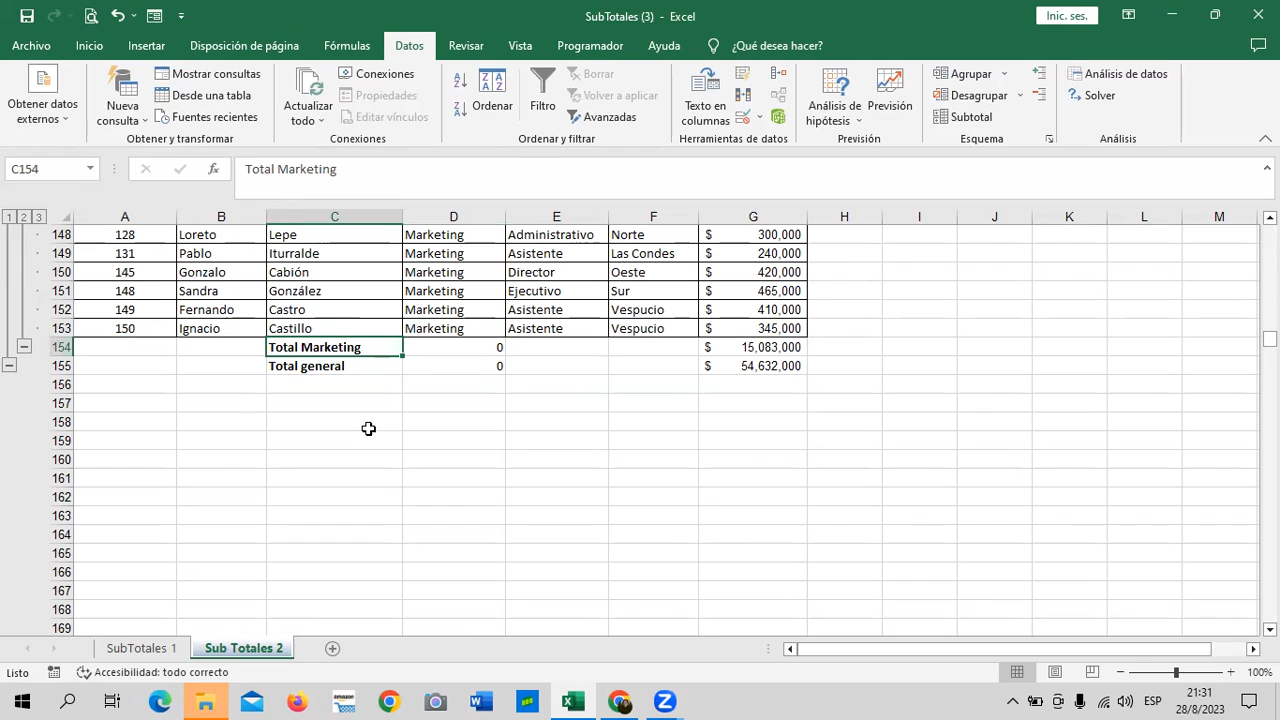 SubTotales (3) - Excel
Inic. ses.
Archivo Inicio Insertar Disposición de página Fórmulas Datos Revisar Vista Programador Ayuda ¿Qué desea hacer?
Obtener datos externos
Nueva consulta
Mostrar consultas
Desde una tabla
Fuentes recientes
Obtener y transformar
Actualizar todo
Conexiones
Propiedades
Editar vínculos
Conexiones
Ordenar
Filtro
Borrar
Volver a aplicar
Avanzadas
Ordenar y filtrar
Texto en columnas
Herramientas de datos
Análisis de hipótesis
Previsión
Previsión
Agrupar
Desagrupar
Subtotal
Esquema
Análisis de datos
Solver
Análisis
C154 fx Total Marketing
1 2 3 A B C D E F G H I J K L M
148 128 Loreto Lepe Marketing Administrativo Norte $ 300,000
149 131 Pablo Iturralde Marketing Asistente Las Condes $ 240,000
150 145 Gonzalo Cabión Marketing Director Oeste $ 420,000
151 148 Sandra González Marketing Ejecutivo Sur $ 465,000
152 149 Fernando Castro Marketing Asistente Vespucio $ 410,000
153 150 Ignacio Castillo Marketing Asistente Vespucio $ 345,000
154 Total Marketing 0 $ 15,083,000
155 Total general 0 $ 54,632,000
156
157
158
159
160
161
162
163
164
165
166
167
168
169
SubTotales 1 Sub Totales 2
Listo Accesibilidad: todo correcto 100%
ESP 21:31
28/8/2023